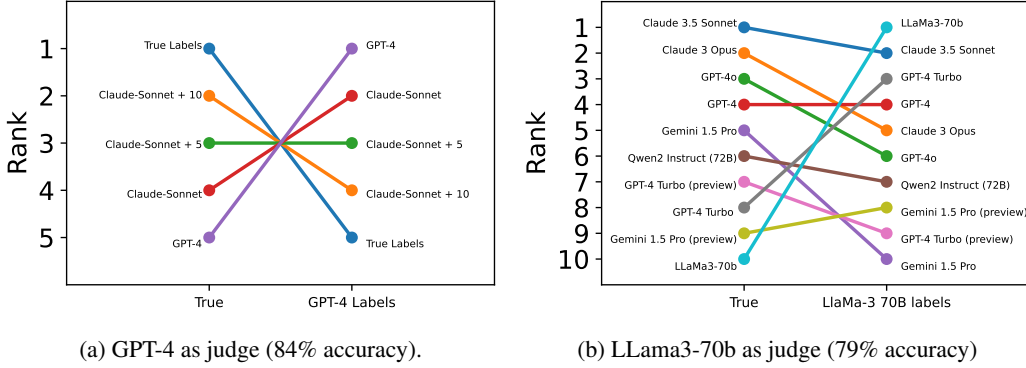 Rank
1
2
3
4
5
True Labels
Claude-Sonnet + 10
Claude-Sonnet + 5
Claude-Sonnet
GPT-4
GPT-4
Claude-Sonnet
Claude-Sonnet + 5
Claude-Sonnet + 10
True Labels
True
GPT-4 Labels
(a) GPT-4 as judge (84% accuracy).
Rank
1
2
3
4
5
6
7
8
9
10
Claude 3.5 Sonnet
Claude 3 Opus
GPT-4o
GPT-4
Gemini 1.5 Pro
Qwen2 Instruct (72B)
GPT-4 Turbo (preview)
GPT-4 Turbo
Gemini 1.5 Pro (preview)
LLaMa3-70b
LLaMa3-70b
Claude 3.5 Sonnet
GPT-4 Turbo
GPT-4
Claude 3 Opus
GPT-4o
Qwen2 Instruct (72B)
Gemini 1.5 Pro (preview)
GPT-4 Turbo (preview)
Gemini 1.5 Pro
True
LlaMa-3 70B labels
(b) LLama3-70b as judge (79% accuracy)